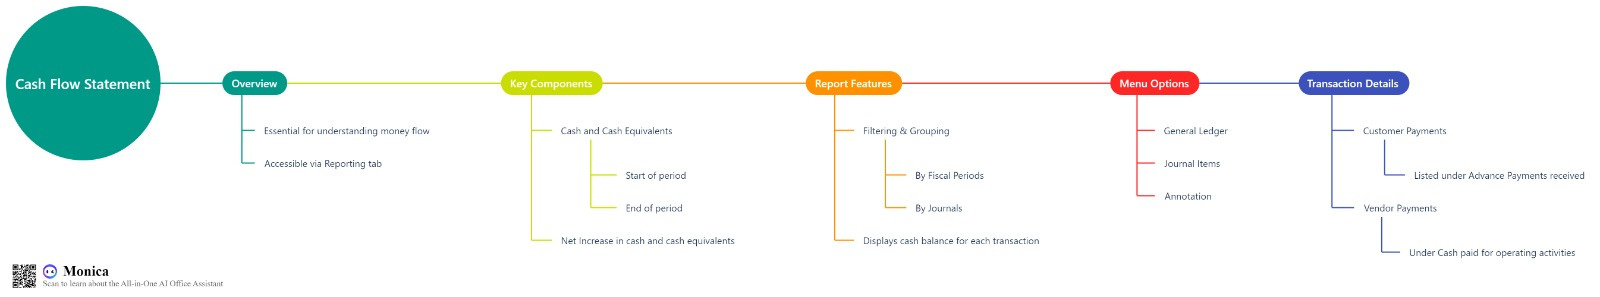 Cash Flow Statement
Overview
Essential for understanding money flow
Accessible via Reporting tab
Key Components
Cash and Cash Equivalents
Start of period
End of period
Net Increase in cash and cash equivalents
Report Features
Filtering & Grouping
By Fiscal Periods
By Journals
Displays cash balance for each transaction
Menu Options
General Ledger
Journal Items
Annotation
Transaction Details
Customer Payments
Listed under Advance Payments received
Vendor Payments
Under Cash paid for operating activities
Monica
Scan to learn about the All-in-One AI Office Assistant